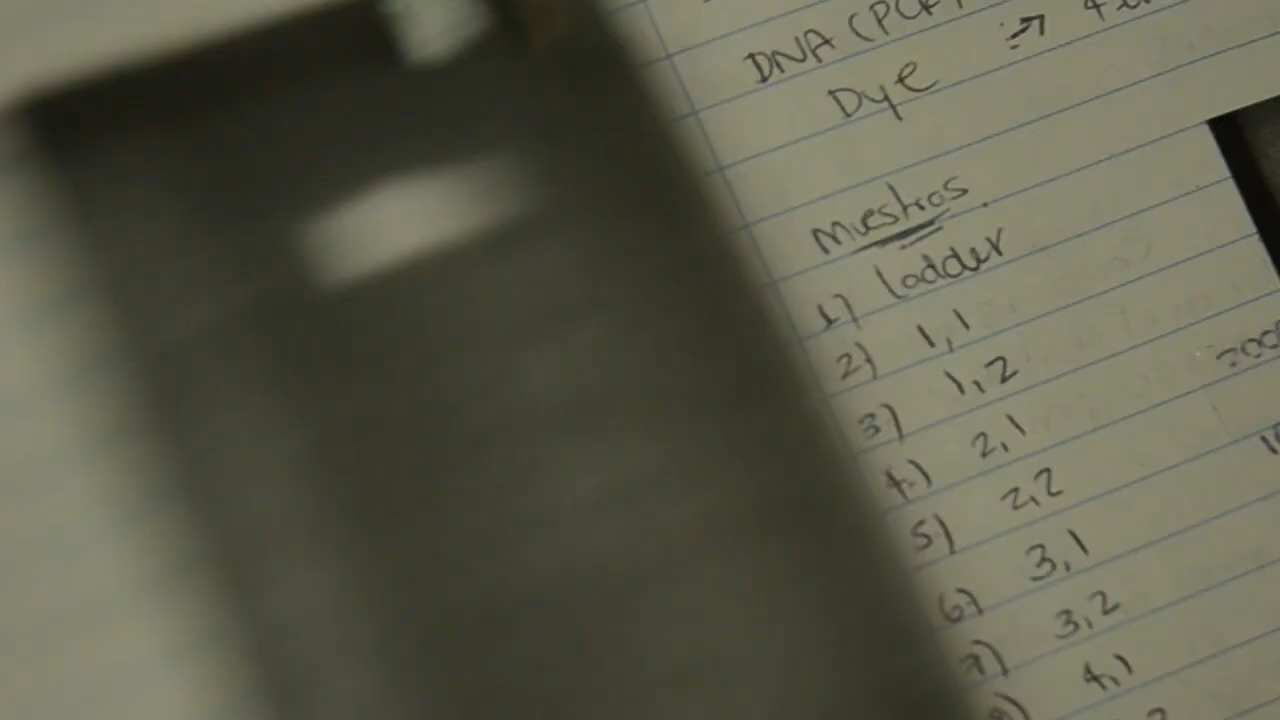 DNA (PCR)
Dye →
Muestras
1) ladder
2) 1,1
3) 1,2
4) 2,1
5) 2,2
6) 3,1
7) 3,2
8) 4,1